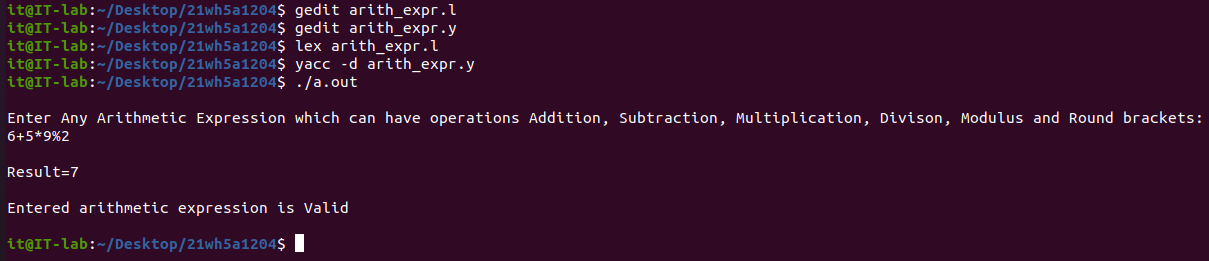 it@IT-lab:~/Desktop/21wh5a1204$ gedit arith_expr.l
it@IT-lab:~/Desktop/21wh5a1204$ gedit arith_expr.y
it@IT-lab:~/Desktop/21wh5a1204$ lex arith_expr.l
it@IT-lab:~/Desktop/21wh5a1204$ yacc -d arith_expr.y
it@IT-lab:~/Desktop/21wh5a1204$ ./a.out
Enter Any Arithmetic Expression which can have operations Addition, Subtraction, Multiplication, Divison, Modulus and Round brackets:
6+5*9%2
Result=7
Entered arithmetic expression is Valid
it@IT-lab:~/Desktop/21wh5a1204$